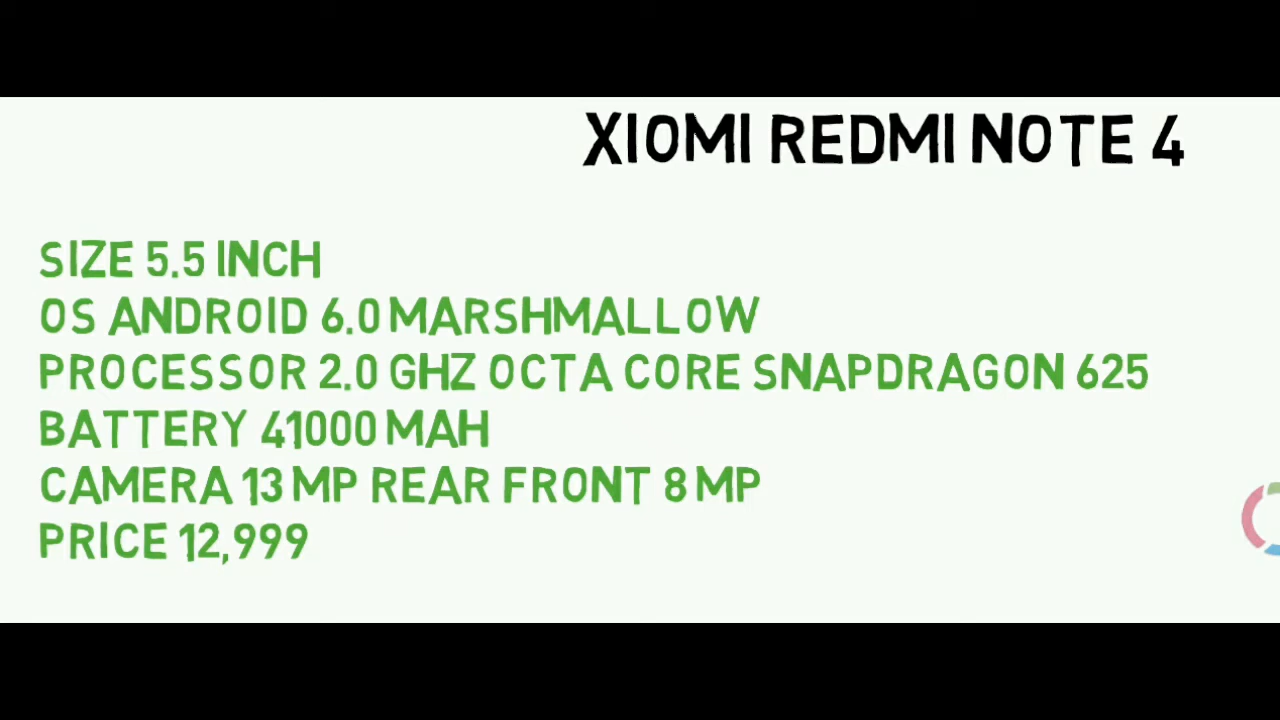 XIOMI REDMI NOTE 4
SIZE 5.5 INCH
OS ANDROID 6.0 MARSHMALLOW
PROCESSOR 2.0 GHZ OCTA CORE SNAPDRAGON 625
BATTERY 41000 MAH
CAMERA 13 MP REAR FRONT 8 MP
PRICE 12,999